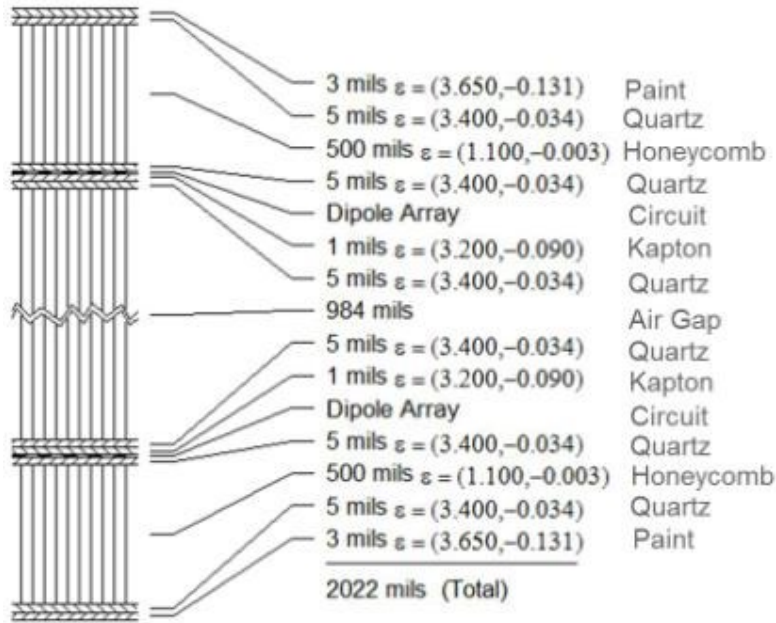 3 mils ε = (3.650,−0.131) Paint
5 mils ε = (3.400,−0.034) Quartz
500 mils ε = (1.100,−0.003) Honeycomb
5 mils ε = (3.400,−0.034) Quartz
Dipole Array Circuit
1 mils ε = (3.200,−0.090) Kapton
5 mils ε = (3.400,−0.034) Quartz
984 mils Air Gap
5 mils ε = (3.400,−0.034) Quartz
1 mils ε = (3.200,−0.090) Kapton
Dipole Array Circuit
5 mils ε = (3.400,−0.034) Quartz
500 mils ε = (1.100,−0.003) Honeycomb
5 mils ε = (3.400,−0.034) Quartz
3 mils ε = (3.650,−0.131) Paint
2022 mils (Total)